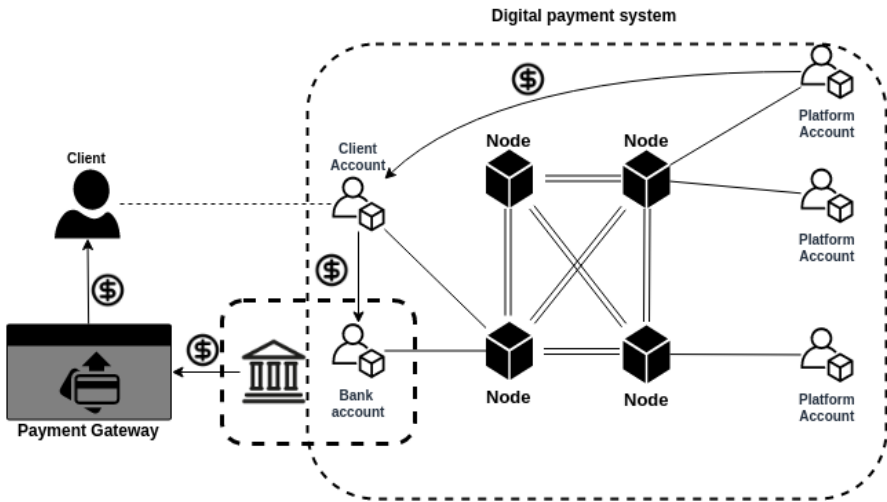 Digital payment system
$
Platform
Account
Node
Node
Client
Client
Account
Platform
Account
$
$
$
Bank
account
Node
Node
Platform
Account
Payment Gateway